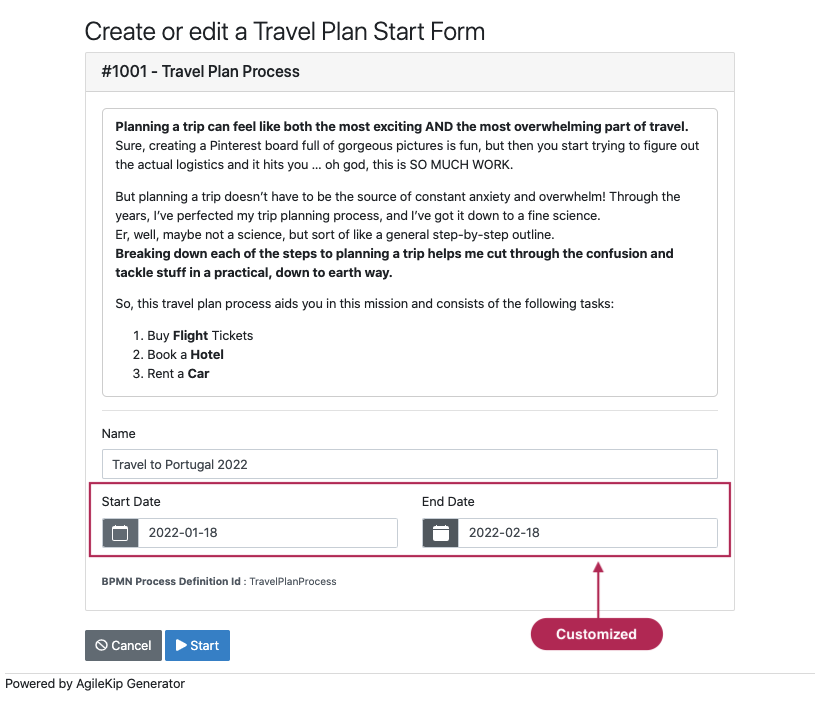 Create or edit a Travel Plan Start Form
#1001 - Travel Plan Process
Planning a trip can feel like both the most exciting AND the most overwhelming part of travel.
Sure, creating a Pinterest board full of gorgeous pictures is fun, but then you start trying to figure out
the actual logistics and it hits you ... oh god, this is SO MUCH WORK.
But planning a trip doesn’t have to be the source of constant anxiety and overwhelm! Through the
years, I’ve perfected my trip planning process, and I’ve got it down to a fine science.
Er, well, maybe not a science, but sort of like a general step-by-step outline.
Breaking down each of the steps to planning a trip helps me cut through the confusion and
tackle stuff in a practical, down to earth way.
So, this travel plan process aids you in this mission and consists of the following tasks:
1. Buy Flight Tickets
2. Book a Hotel
3. Rent a Car
Name
Travel to Portugal 2022
Start Date End Date
2022-01-18 2022-02-18
BPMN Process Definition Id : TravelPlanProcess
Customized
Cancel Start
Powered by AgileKip Generator